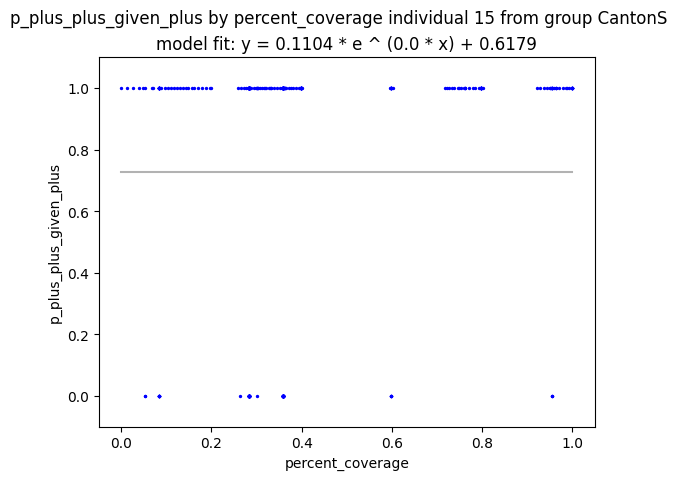 p_plus_plus_given_plus by percent_coverage individual 15 from group CantonS
model fit: y = 0.1104 * e ^ (0.0 * x) + 0.6179
p_plus_plus_given_plus
1.0
0.8
0.6
0.4
0.2
0.0
0.0 0.2 0.4 0.6 0.8 1.0
percent_coverage